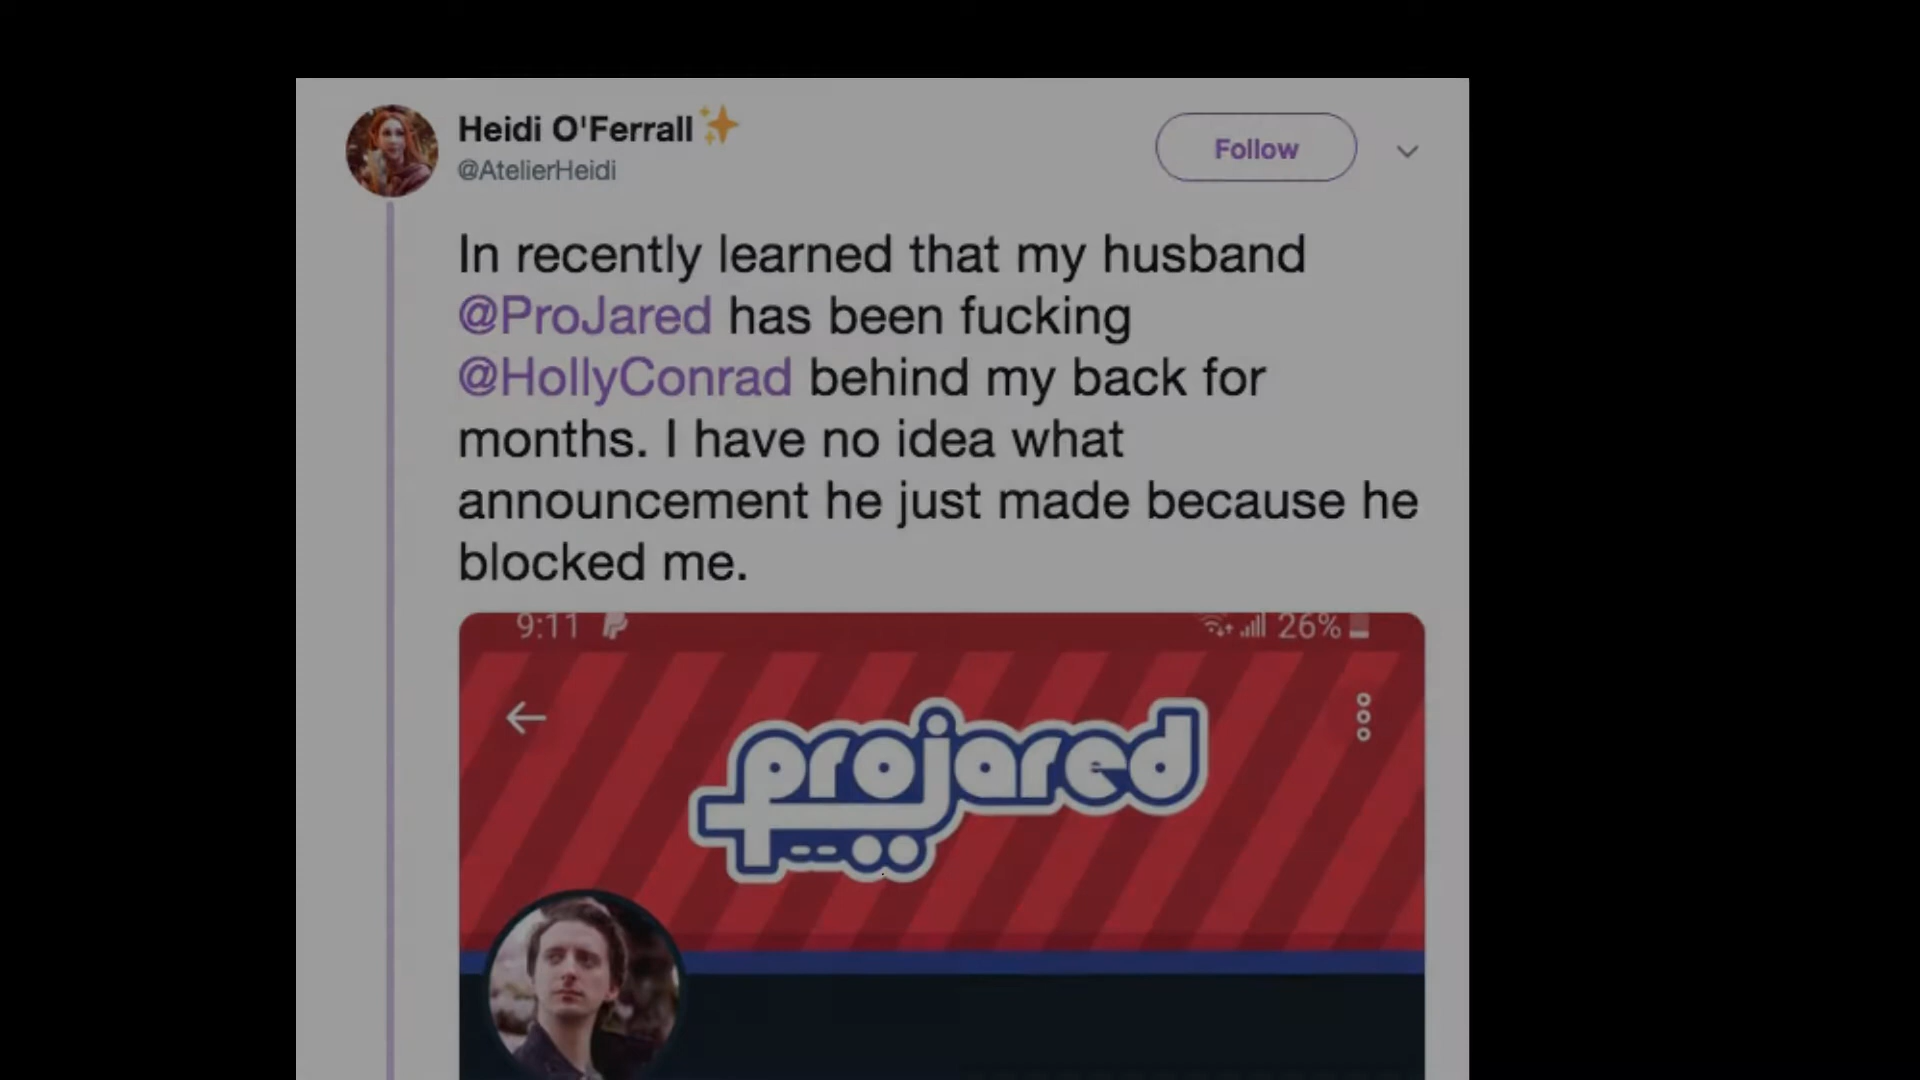 Heidi O'Ferrall✨
@AtelierHeidi
Follow
In recently learned that my husband
@ProJared has been fucking
@HollyConrad behind my back for
months. I have no idea what
announcement he just made because he
blocked me.
9:11 26%
projared